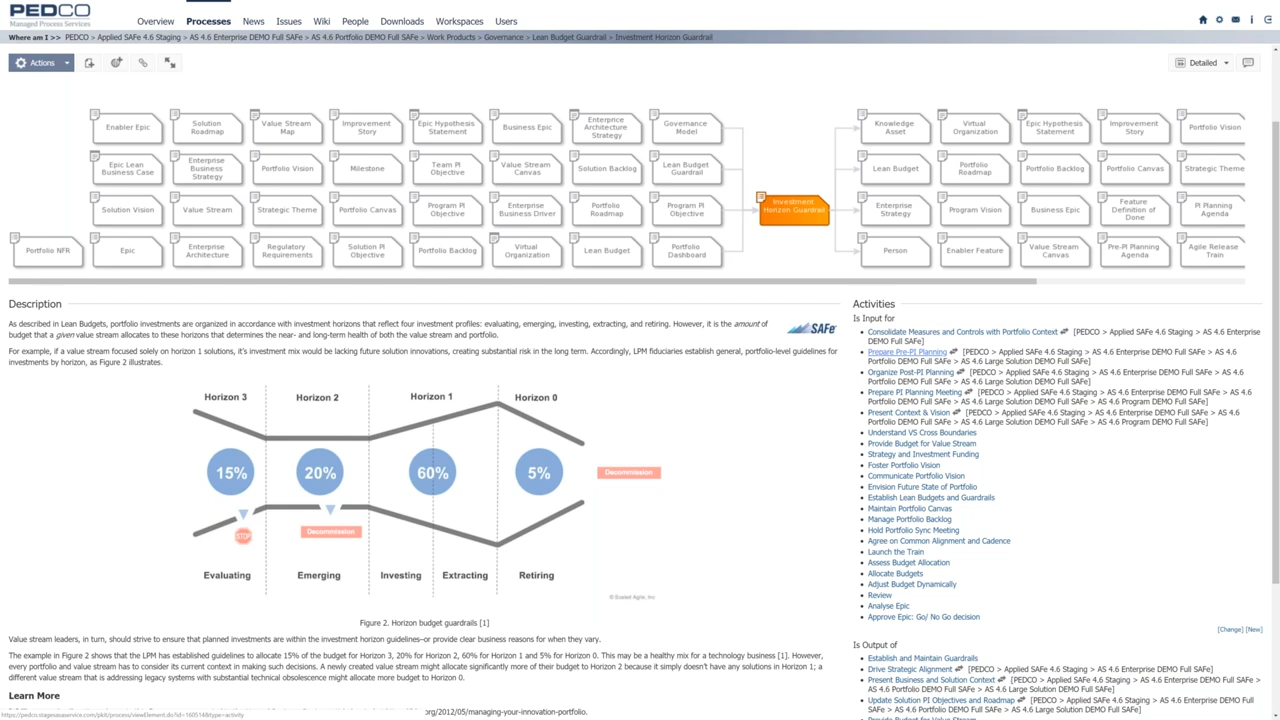 PEDCO
Managed Process Services
Overview Processes News Issues Wiki People Downloads Workspaces Users
Where am I >> PEDCO > Applied SAFe 4.6 Staging > AS 4.6 Enterprise DEMO Full SAFe > AS 4.6 Portfolio DEMO Full SAFe > Work Products > Governance > Lean Budget Guardrail > Investment Horizon Guardrail
Actions
Detailed
Enabler Epic
Solution Roadmap
Value Stream Map
Improvement Story
Epic Hypothesis Statement
Business Epic
Enterprice Architecture Strategy
Governance Model
Knowledge Asset
Virtual Organization
Epic Hypothesis Statement
Improvement Story
Portfolio Vision
Epic Lean Business Case
Enterprise Business Strategy
Portfolio Vision
Milestone
Team PI Objective
Value Stream Canvas
Solution Backlog
Lean Budget Guardrail
Lean Budget
Portfolio Roadmap
Portfolio Backlog
Portfolio Canvas
Strategic Theme
Solution Vision
Value Stream
Strategic Theme
Portfolio Canvas
Program PI Objective
Enterprise Business Driver
Portfolio Roadmap
Program PI Objective
Investment Horizon Guardrail
Enterprise Strategy
Program Vision
Business Epic
Feature Definition of Done
PI Planning Agenda
Portfolio NFR
Epic
Enterprise Architecture
Regulatory Requirements
Solution PI Objective
Portfolio Backlog
Virtual Organization
Lean Budget
Portfolio Dashboard
Person
Enabler Feature
Value Stream Canvas
Pre-PI Planning Agenda
Agile Release Train
Description
As described in Lean Budgets, portfolio investments are organized in accordance with investment horizons that reflect four investment profiles: evaluating, emerging, investing, extracting, and retiring. However, it is the amount of
budget that a given value stream allocates to these horizons that determines the near- and long-term health of both the value stream and portfolio.
SAFe
For example, if a value stream focused solely on horizon 1 solutions, it's investment mix would be lacking future solution innovations, creating substantial risk in the long term. Accordingly, LPM fiduciaries establish general, portfolio-level guidelines for
investments by horizon, as Figure 2 illustrates.
Horizon 3 Horizon 2 Horizon 1 Horizon 0
15% 20% 60% 5%
Decommission
STOP
Decommission
Evaluating Emerging Investing Extracting Retiring
© Scaled Agile, Inc
Figure 2. Horizon budget guardrails [1]
Value stream leaders, in turn, should strive to ensure that planned investments are within the investment horizon guidelines–or provide clear business reasons for when they vary.
The example in Figure 2 shows that the LPM has established guidelines to allocate 15% of the budget for Horizon 3, 20% for Horizon 2, 60% for Horizon 1 and 5% for Horizon 0. This may be a healthy mix for a technology business [1]. However,
every portfolio and value stream has to consider its current context in making such decisions. A newly created value stream might allocate significantly more of their budget to Horizon 2 because it simply doesn't have any solutions in Horizon 1; a
different value stream that is addressing legacy systems with substantial technical obsolescence might allocate more budget to Horizon 0.
Learn More
org/2012/05/managing-your-innovation-portfolio.
https://pedco.stagesasaservice.com/pkit/process/viewElement.do?id=160514&type=activity
Activities
Is Input for
Consolidate Measures and Controls with Portfolio Context [PEDCO > Applied SAFe 4.6 Staging > AS 4.6 Enterprise
DEMO Full SAFe]
Prepare Pre-PI Planning [PEDCO > Applied SAFe 4.6 Staging > AS 4.6 Enterprise DEMO Full SAFe > AS 4.6
Portfolio DEMO Full SAFe > AS 4.6 Large Solution DEMO Full SAFe]
Organize Post-PI Planning [PEDCO > Applied SAFe 4.6 Staging > AS 4.6 Enterprise DEMO Full SAFe > AS 4.6
Portfolio DEMO Full SAFe > AS 4.6 Large Solution DEMO Full SAFe]
Prepare PI Planning Meeting [PEDCO > Applied SAFe 4.6 Staging > AS 4.6 Enterprise DEMO Full SAFe > AS 4.6
Portfolio DEMO Full SAFe > AS 4.6 Large Solution DEMO Full SAFe > AS 4.6 Program DEMO Full SAFe]
Present Context & Vision [PEDCO > Applied SAFe 4.6 Staging > AS 4.6 Enterprise DEMO Full SAFe > AS 4.6
Portfolio DEMO Full SAFe > AS 4.6 Large Solution DEMO Full SAFe > AS 4.6 Program DEMO Full SAFe]
Understand VS Cross Boundaries
Provide Budget for Value Stream
Strategy and Investment Funding
Foster Portfolio Vision
Communicate Portfolio Vision
Envision Future State of Portfolio
Establish Lean Budgets and Guardrails
Maintain Portfolio Canvas
Manage Portfolio Backlog
Hold Portfolio Sync Meeting
Agree on Common Alignment and Cadence
Launch the Train
Assess Budget Allocation
Allocate Budgets
Adjust Budget Dynamically
Review
Analyse Epic
Approve Epic: Go/ No Go decision
[Change] [New]
Is Output of
Establish and Maintain Guardrails
Drive Strategic Alignment [PEDCO > Applied SAFe 4.6 Staging > AS 4.6 Enterprise DEMO Full SAFe]
Present Business and Solution Context [PEDCO > Applied SAFe 4.6 Staging > AS 4.6 Enterprise DEMO Full SAFe >
AS 4.6 Portfolio DEMO Full SAFe > AS 4.6 Large Solution DEMO Full SAFe]
Update Solution PI Objectives and Roadmap [PEDCO > Applied SAFe 4.6 Staging > AS 4.6 Enterprise DEMO Full
SAFe > AS 4.6 Portfolio DEMO Full SAFe > AS 4.6 Large Solution DEMO Full SAFe]
Provide Budget for Value Stream